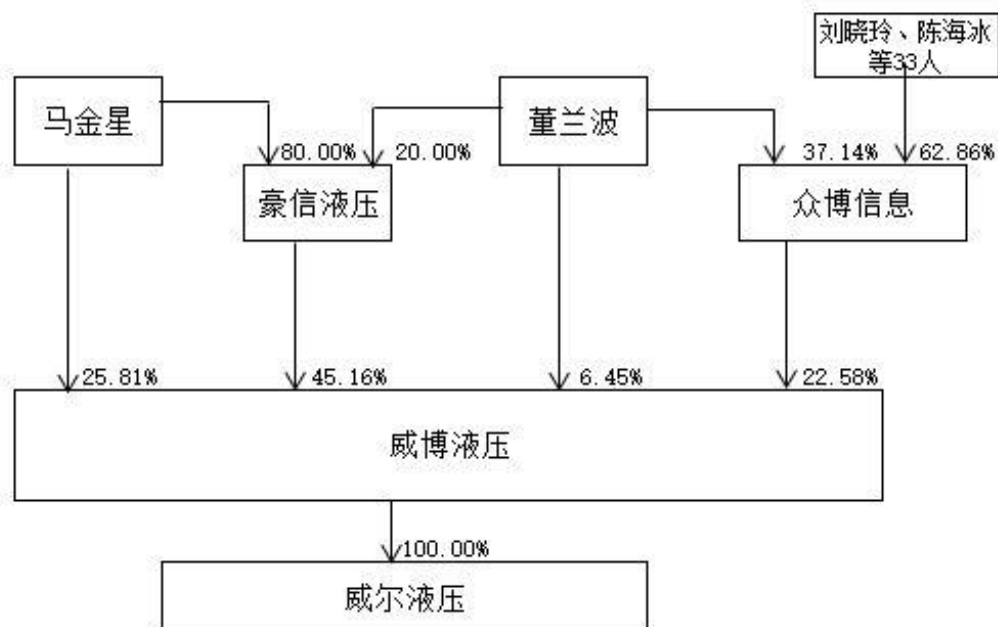 刘晓玲、陈海冰
等33人
马金星
董兰波
80.00%
20.00%
37.14%
62.86%
豪信液压
众博信息
25.81%
45.16%
6.45%
22.58%
威博液压
100.00%
威尔液压